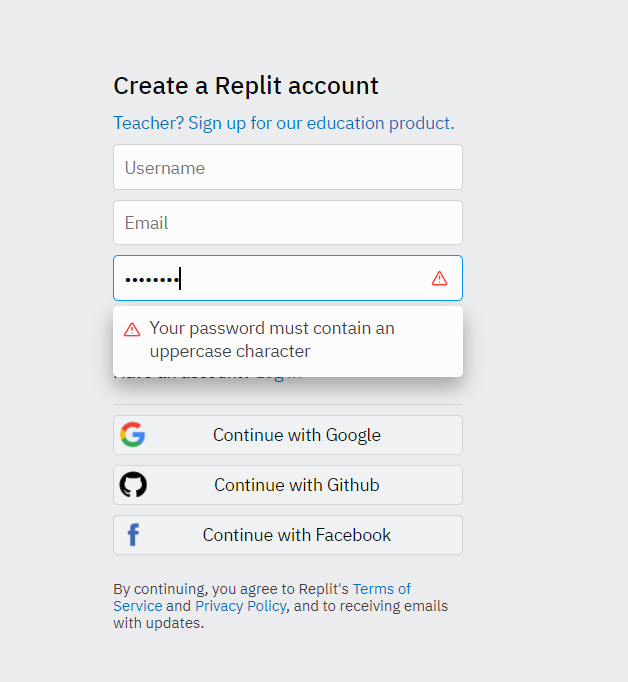 Create a Replit account
Teacher? Sign up for our education product.
Username
Email
••••••••
Your password must contain an
uppercase character
Continue with Google
Continue with Github
Continue with Facebook
By continuing, you agree to Replit's Terms of
Service and Privacy Policy, and to receiving emails
with updates.